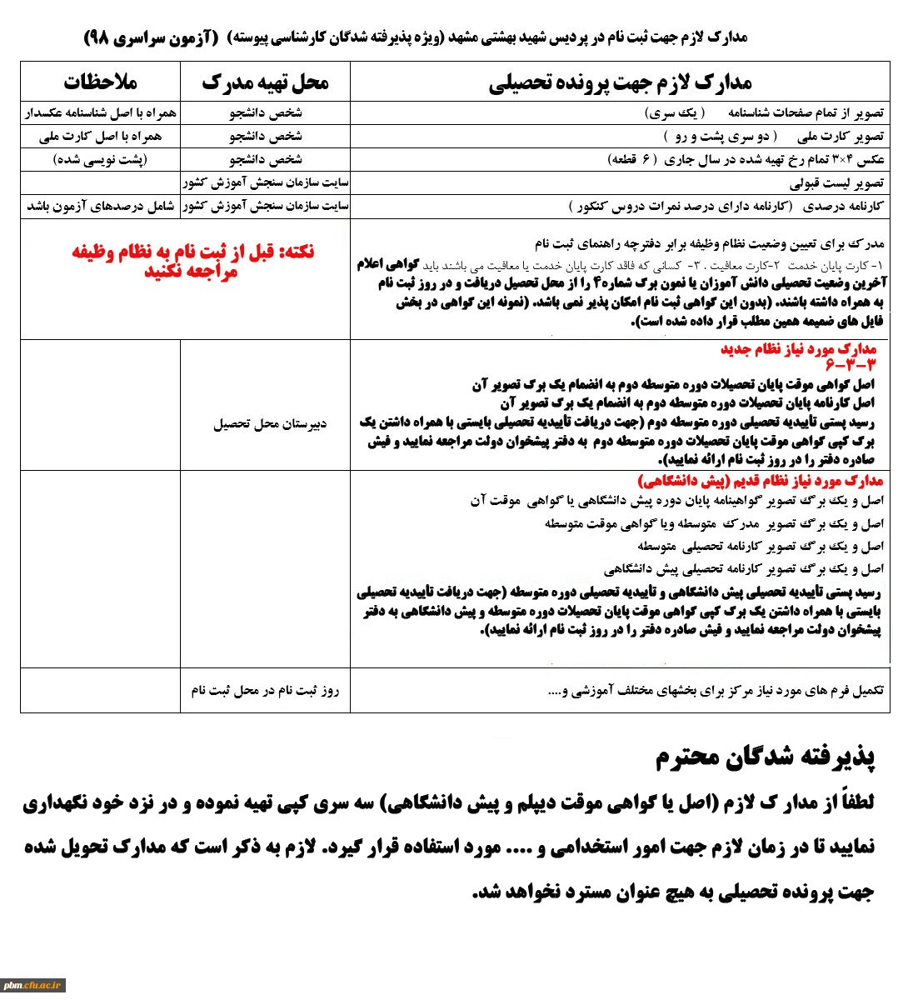 مدارک لازم جهت ثبت نام در پردیس شهید بهشتی مشهد (ویژه پذیرفته شدگان کارشناسی پیوسته) (آزمون سراسری ۹۸)
مدارک لازم جهت پرونده تحصیلی محل تهیه مدرک ملاحظات
تصویر از تمام صفحات شناسنامه (یک سری) شخص دانشجو همراه با اصل شناسنامه عکسدار
تصویر کارت ملی (دو سری پشت و رو) شخص دانشجو همراه با اصل کارت ملی
عکس ۴×۳ تمام رخ تهیه شده در سال جاری (۶ قطعه) شخص دانشجو (پشت نویسی شده)
تصویر لیست قبولی سایت سازمان سنجش آموزش کشور
کارنامه درصدی (کارنامه دارای درصد نمرات دروس کنکور) سایت سازمان سنجش آموزش کشور شامل درصدهای آزمون باشد
مدرک برای تعیین وضعیت نظام وظیفه برابر دفترچه راهنمای ثبت نام
۱- کارت پایان خدمت ۲-کارت معافیت . ۳- کسانی که فاقد کارت پایان خدمت یا معافیت می باشند باید گواهی اعلام
آخرین وضعیت تحصیلی دانش آموزان یا نمون برگ شماره۴ را از محل تحصیل دریافت و در روز ثبت نام
به همراه داشته باشند. (بدون این گواهی ثبت نام امکان پذیر نمی باشد. (نمونه این گواهی در بخش
فایل های ضمیمه همین مطلب قرار داده شده است).
نکته: قبل از ثبت نام به نظام وظیفه
مراجعه نکنید
مدارک مورد نیاز نظام جدید
۳-۳-۶
اصل گواهی موقت پایان تحصیلات دوره متوسطه دوم به انضمام یک برگ تصویر آن
اصل کارنامه پایان تحصیلات دوره متوسطه دوم به انضمام یک برگ تصویر آن
رسید پستی تأییدیه تحصیلی دوره متوسطه دوم (جهت دریافت تأییدیه تحصیلی بایستی با همراه داشتن یک
برگ کپی گواهی موقت پایان تحصیلات دوره متوسطه دوم به دفتر پیشخوان دولت مراجعه نمایید و فیش
صادره دفتر را در روز ثبت نام ارائه نمایید).
دبیرستان محل تحصیل
مدارک مورد نیاز نظام قدیم (پیش دانشگاهی)
اصل و یک برگ تصویر گواهینامه پایان دوره پیش دانشگاهی یا گواهی موقت آن
اصل و یک برگ تصویر مدرک متوسطه ویا گواهی موقت متوسطه
اصل و یک برگ تصویر کارنامه تحصیلی متوسطه
اصل و یک برگ تصویر کارنامه تحصیلی پیش دانشگاهی
رسید پستی تأییدیه تحصیلی پیش دانشگاهی و تأییدیه تحصیلی دوره متوسطه (جهت دریافت تأییدیه تحصیلی
بایستی با همراه داشتن یک برگ کپی گواهی موقت پایان تحصیلات دوره متوسطه و پیش دانشگاهی به دفتر
پیشخوان دولت مراجعه نمایید و فیش صادره دفتر را در روز ثبت نام ارائه نمایید).
تکمیل فرم های مورد نیاز مرکز برای بخشهای مختلف آموزشی و.... روز ثبت نام در محل ثبت نام
پذیرفته شدگان محترم
لطفاً از مدار ک لازم (اصل یا گواهی موقت دیپلم و پیش دانشگاهی) سه سری کپی تهیه نموده و در نزد خود نگهداری
نمایید تا در زمان لازم جهت امور استخدامی و .... مورد استفاده قرار گیرد. لازم به ذکر است که مدارک تحویل شده
جهت پرونده تحصیلی به هیچ عنوان مسترد نخواهد شد.
pbm.cfu.ac.ir